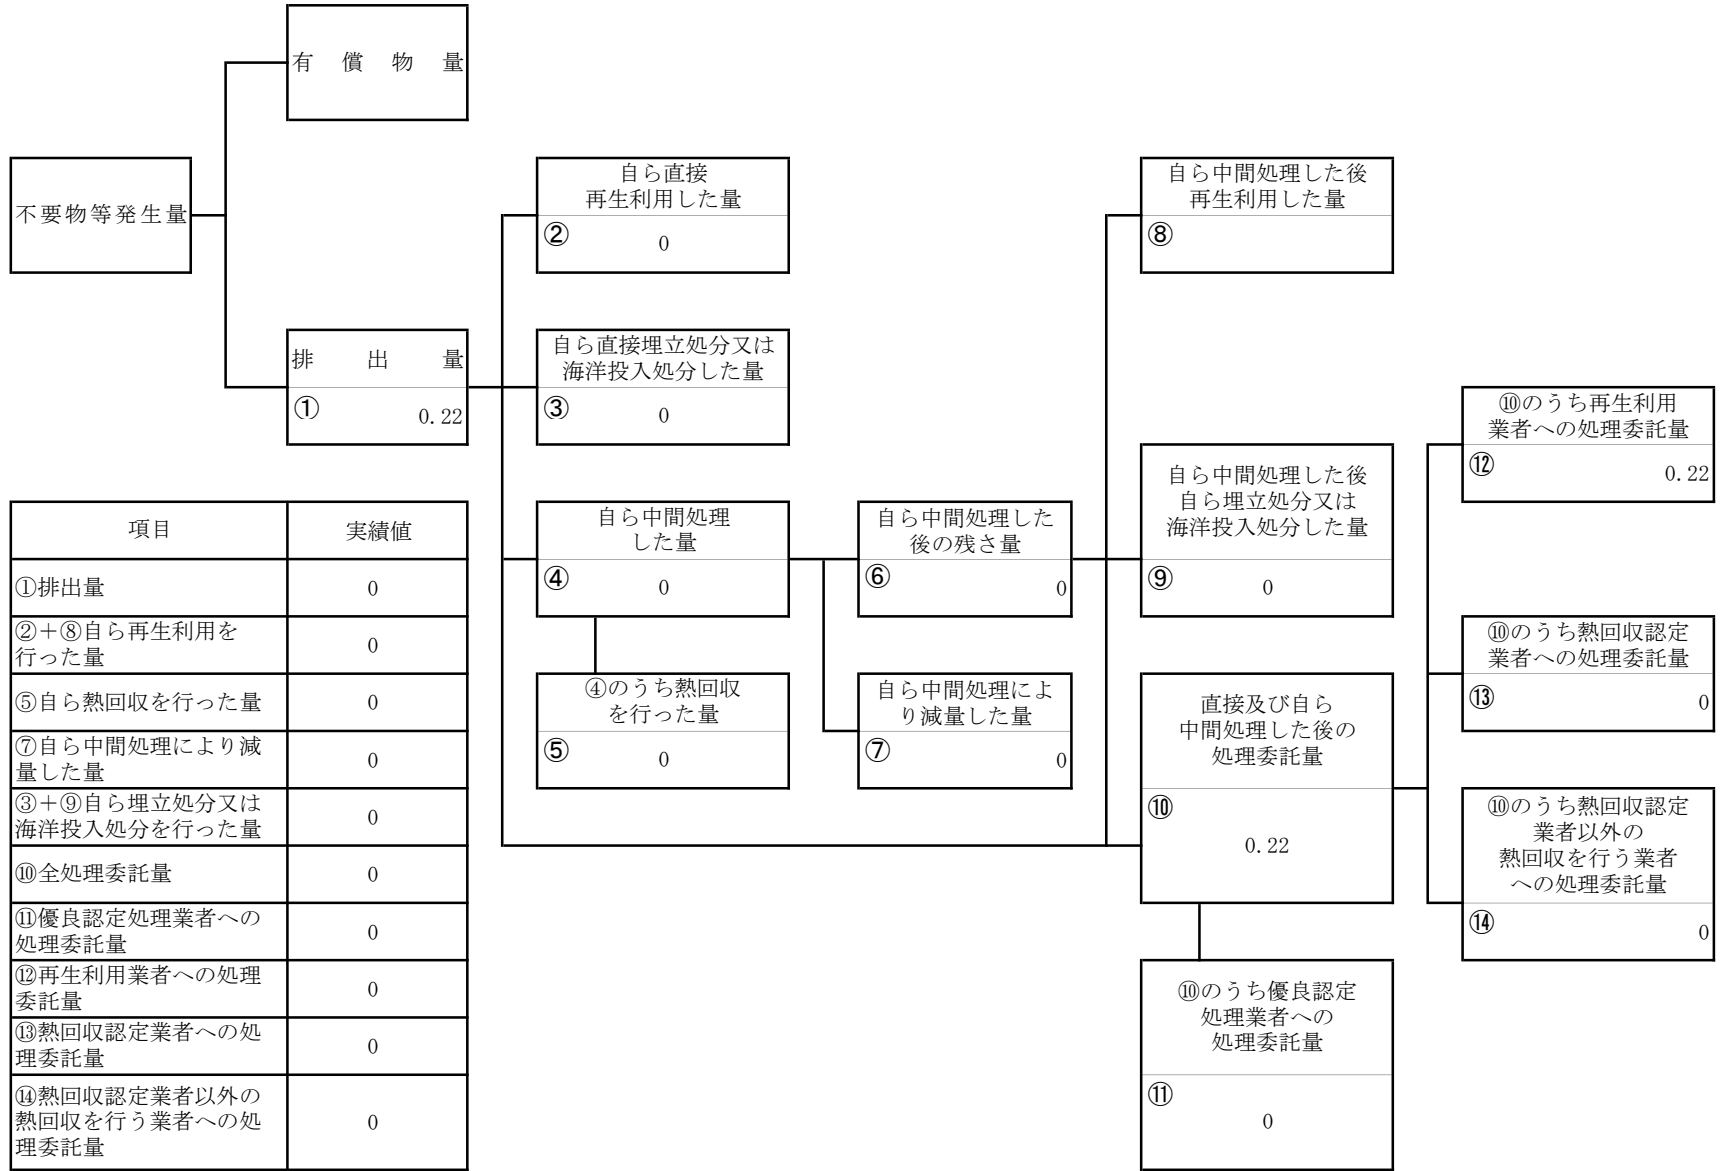 有償物量
不要物等発生量
排出量
① 0.22
自ら直接
再生利用した量
② 0
自ら直接埋立処分又は
海洋投入処分した量
③ 0
自ら中間処理
した量
④ 0
④のうち熱回収
を行った量
⑤ 0
自ら中間処理した
後の残さ量
⑥ 0
自ら中間処理によ
り減量した量
⑦ 0
自ら中間処理した後
再生利用した量
⑧
自ら中間処理した後
自ら埋立処分又は
海洋投入処分した量
⑨ 0
直接及び自ら
中間処理した後の
処理委託量
⑩
0.22
⑩のうち優良認定
処理業者への
処理委託量
⑪
0
⑩のうち再生利用
業者への処理委託量
⑫ 0.22
⑩のうち熱回収認定
業者への処理委託量
⑬ 0
⑩のうち熱回収認定
業者以外の
熱回収を行う業者
への処理委託量
⑭ 0
項目 実績値
①排出量 0
②+⑧自ら再生利用を
行った量 0
⑤自ら熱回収を行った量 0
⑦自ら中間処理により減
量した量 0
③+⑨自ら埋立処分又は
海洋投入処分を行った量 0
⑩全処理委託量 0
⑪優良認定処理業者への
処理委託量 0
⑫再生利用業者への処理
委託量 0
⑬熱回収認定業者への処
理委託量 0
⑭熱回収認定業者以外の
熱回収を行う業者への処 0
理委託量